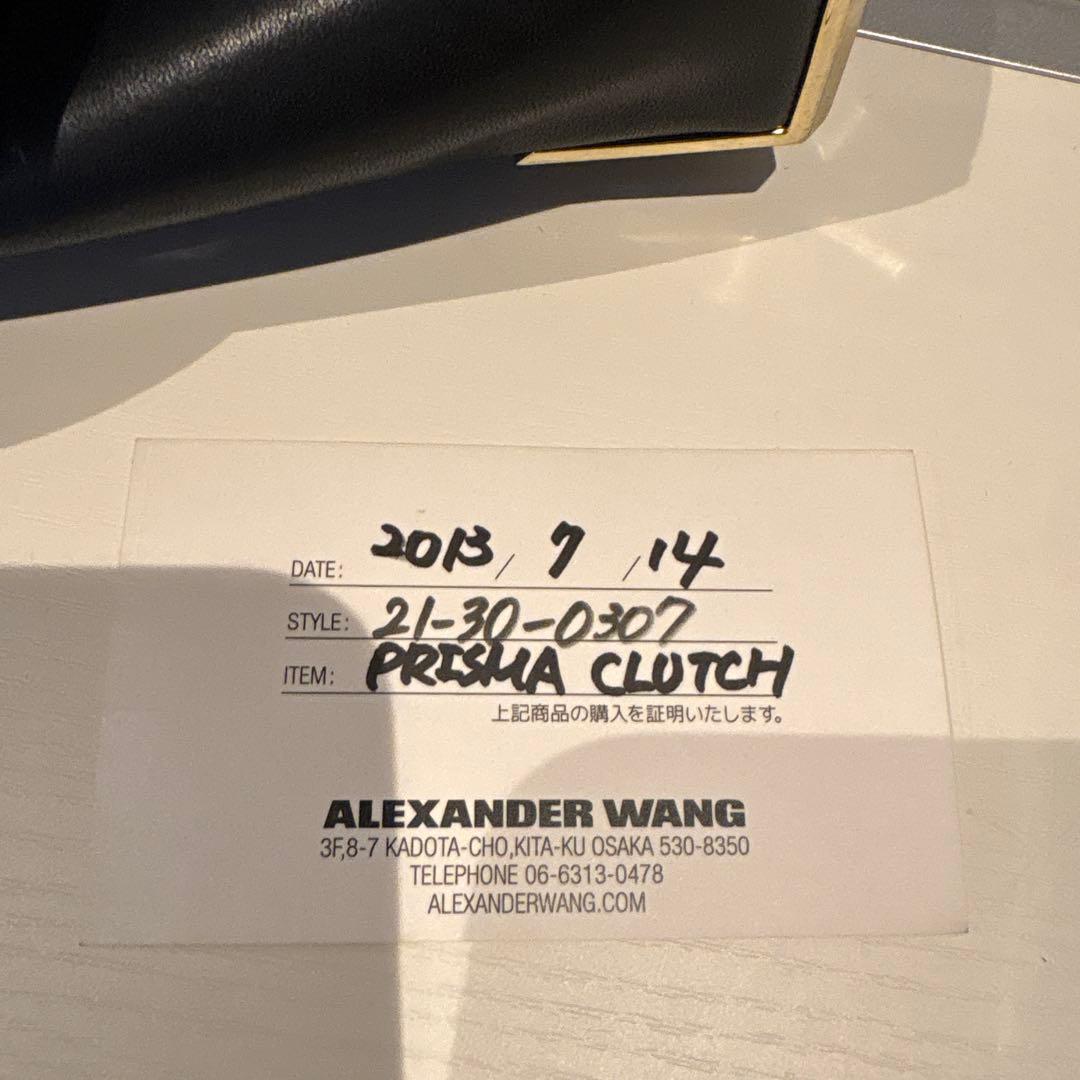 DATE: 2013 / 7 / 14
STYLE: 21-30-0307
ITEM: PRISMA CLUTCH
上記商品の購入を証明いたします。
ALEXANDER WANG
3F,8-7 KADOTA-CHO,KITA-KU OSAKA 530-8350
TELEPHONE 06-6313-0478
ALEXANDERWANG.COM